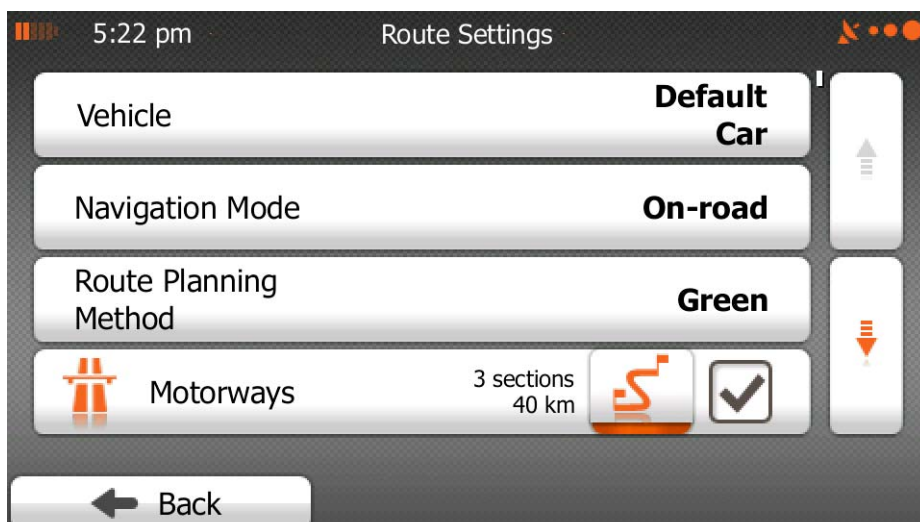 5:22 pm
Route Settings
Vehicle
Default
Car
Navigation Mode
On-road
Route Planning
Method
Green
Motorways
3 sections
40 km
Back